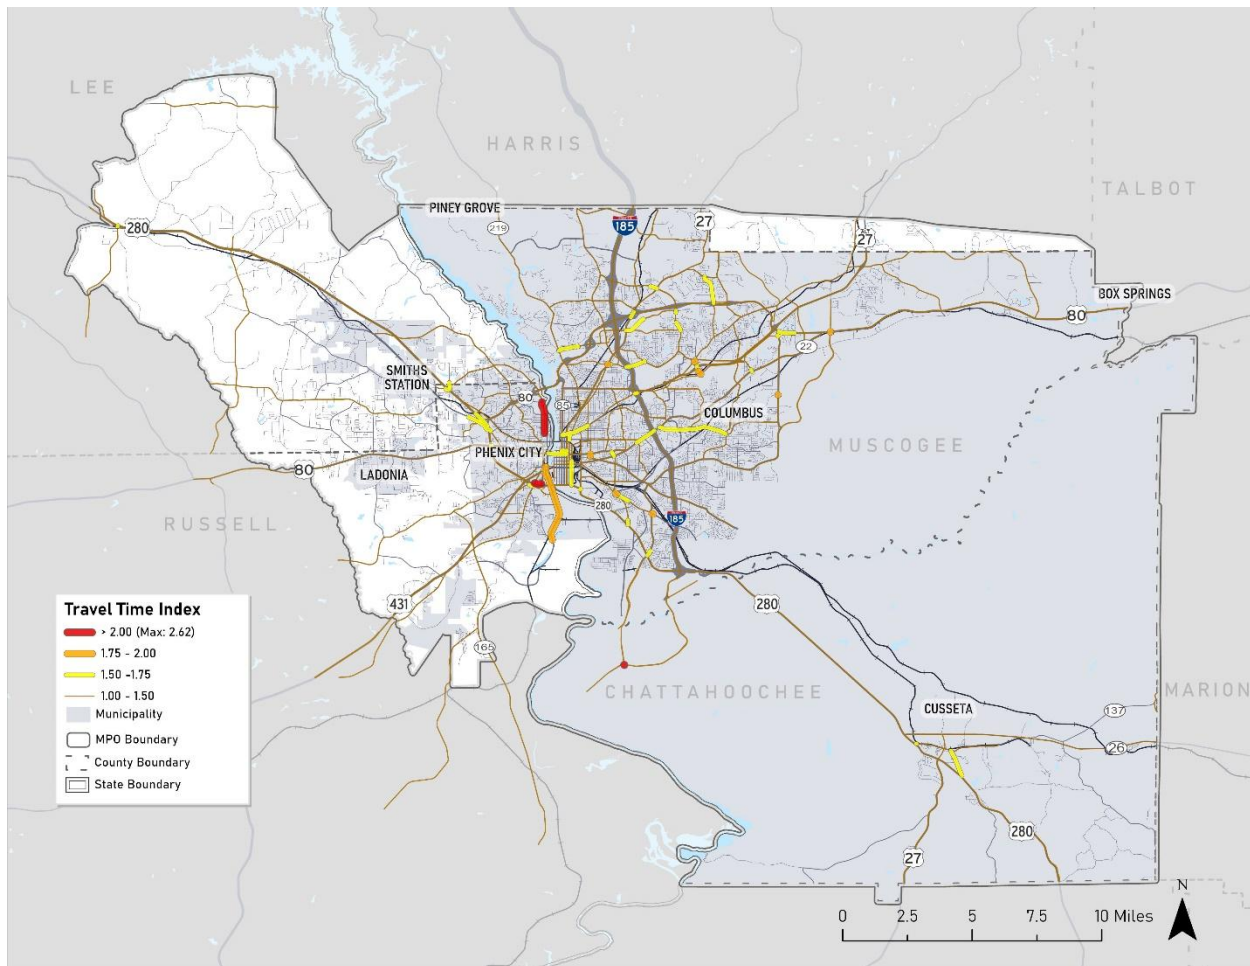 LEE
HARRIS
TALBOT
PINEY GROVE
27
219
185
280
27
BOX SPRINGS
80
22
SMITHS
STATION
80
85
COLUMBUS
MUSCOGEE
PHENIX CITY
80
LADONIA
280
185
RUSSELL
431
280
165
CHATTAHOOCHEE
MARION
CUSSETA
137
26
280
27
Travel Time Index
> 2.00 (Max: 2.62)
1.75 - 2.00
1.50 -1.75
1.00 - 1.50
Municipality
MPO Boundary
County Boundary
State Boundary
N
0 2.5 5 7.5 10 Miles